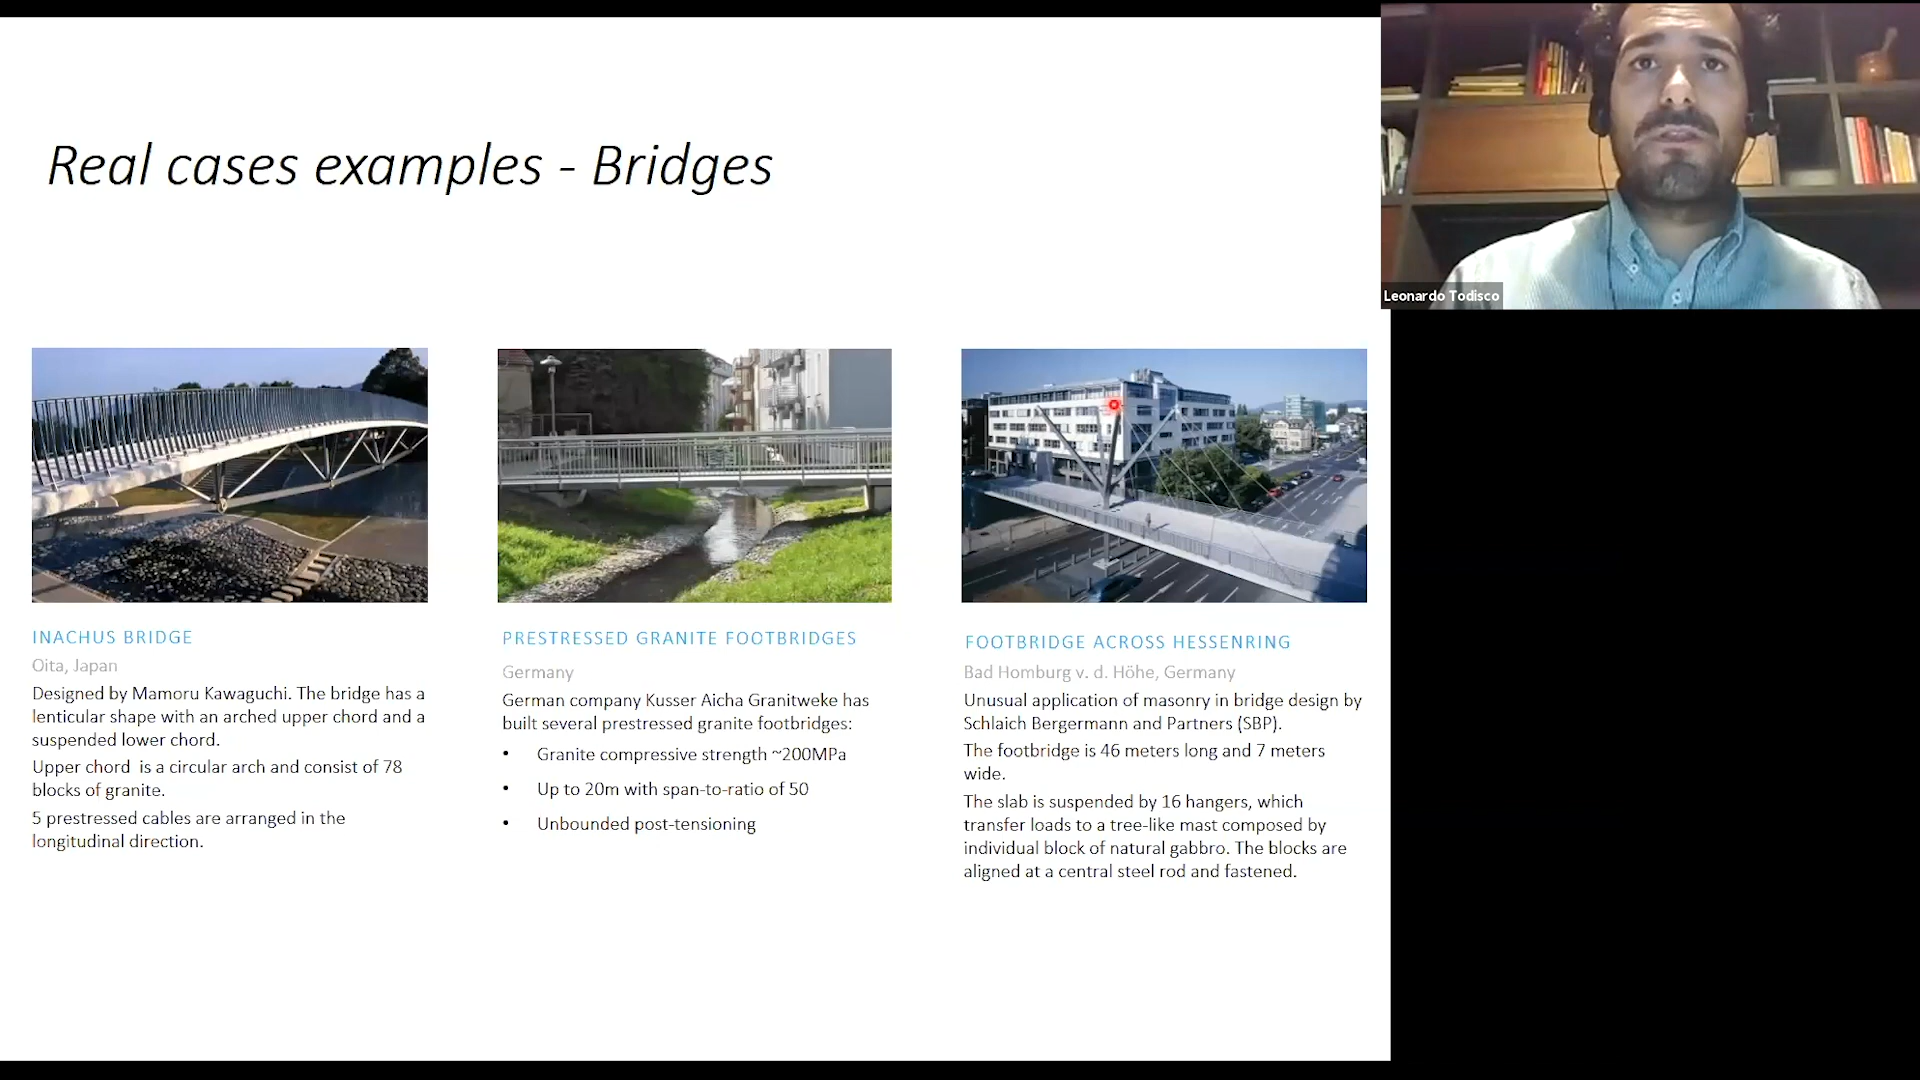 Real cases examples - Bridges
Leonardo Todisco
INACHUS BRIDGE
Oita, Japan
Designed by Mamoru Kawaguchi. The bridge has a
lenticular shape with an arched upper chord and a
suspended lower chord.
Upper chord is a circular arch and consist of 78
blocks of granite.
5 prestressed cables are arranged in the
longitudinal direction.
PRESTRESSED GRANITE FOOTBRIDGES
Germany
German company Kusser Aicha Granitweke has
built several prestressed granite footbridges:
• Granite compressive strength ~200MPa
• Up to 20m with span-to-ratio of 50
• Unbounded post-tensioning
FOOTBRIDGE ACROSS HESSENRING
Bad Homburg v. d. Höhe, Germany
Unusual application of masonry in bridge design by
Schlaich Bergermann and Partners (SBP).
The footbridge is 46 meters long and 7 meters
wide.
The slab is suspended by 16 hangers, which
transfer loads to a tree-like mast composed by
individual block of natural gabbro. The blocks are
aligned at a central steel rod and fastened.